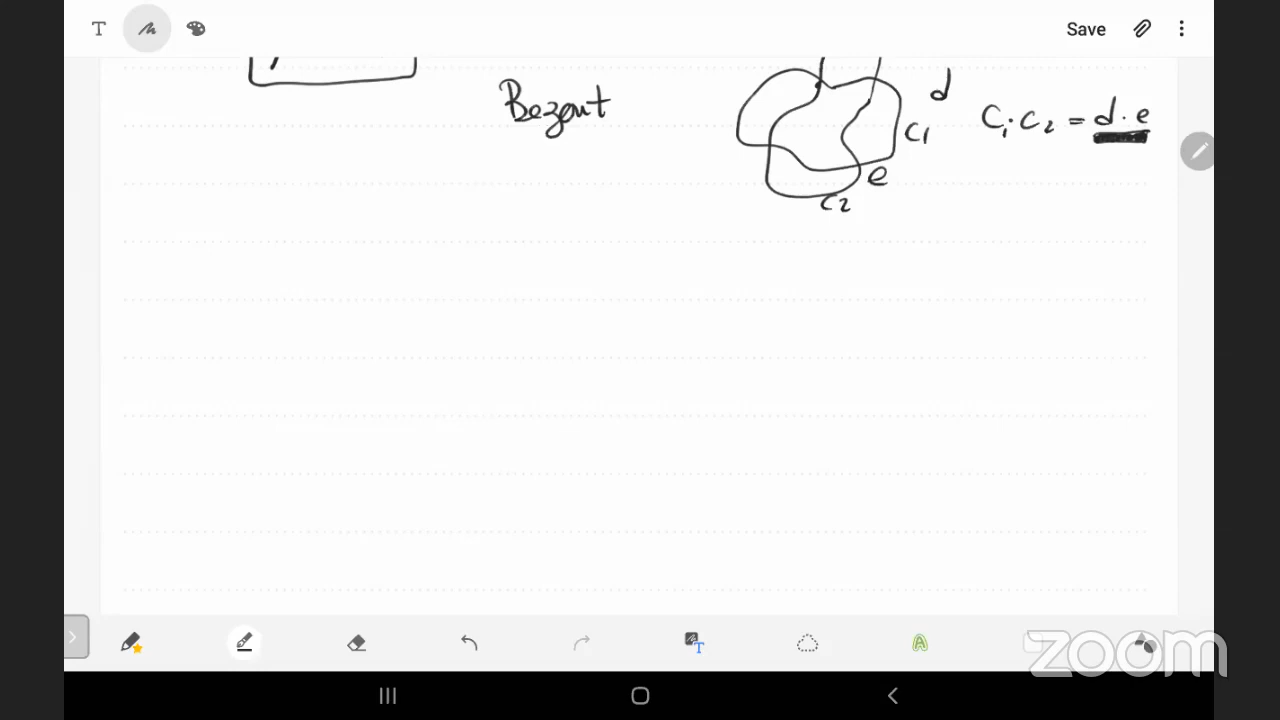 T Save
Bezout
d
C₁
C₁·C₂ = d·e
e
C₂
T
A
zoom